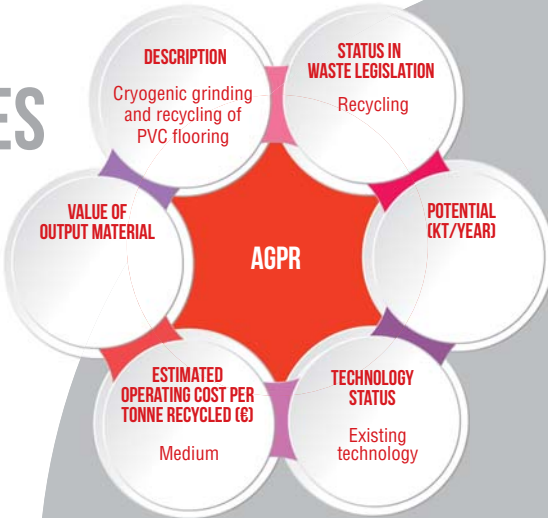 ES
DESCRIPTION
Cryogenic grinding
and recycling of
PVC flooring
STATUS IN
WASTE LEGISLATION
Recycling
VALUE OF
OUTPUT MATERIAL
AGPR
POTENTIAL
(KT/YEAR)
ESTIMATED
OPERATING COST PER
TONNE RECYCLED (€)
Medium
TECHNOLOGY
STATUS
Existing
technology